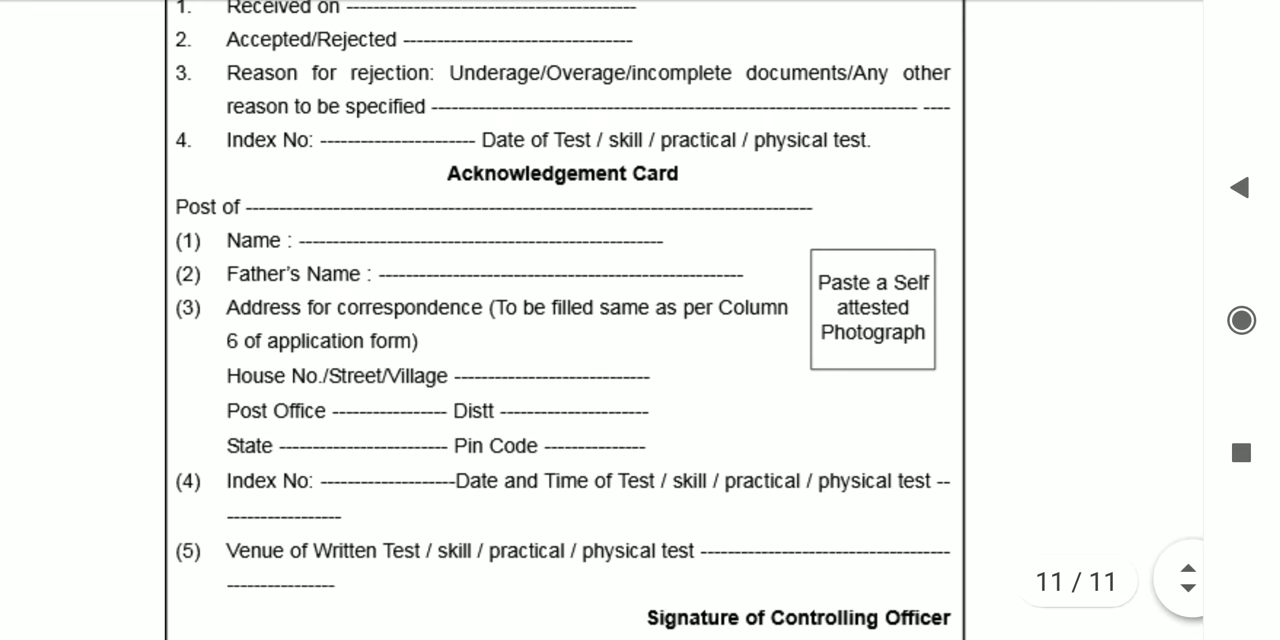 1. Received on -------------------------------------------
2. Accepted/Rejected ----------------------------------
3. Reason for rejection: Underage/Overage/incomplete documents/Any other
reason to be specified ------------------------------------------------------------------------ ----
4. Index No: ----------------------- Date of Test / skill / practical / physical test.
Acknowledgement Card
Post of ------------------------------------------------------------------------------------
(1) Name : ------------------------------------------------------
(2) Father's Name : ------------------------------------------------------
(3) Address for correspondence (To be filled same as per Column
6 of application form)
House No./Street/Village -----------------------------
Post Office ----------------- Distt ----------------------
State ------------------------- Pin Code ---------------
Paste a Self
attested
Photograph
(4) Index No: --------------------Date and Time of Test / skill / practical / physical test --
-----------------
(5) Venue of Written Test / skill / practical / physical test -------------------------------------
----------------
11 / 11
Signature of Controlling Officer